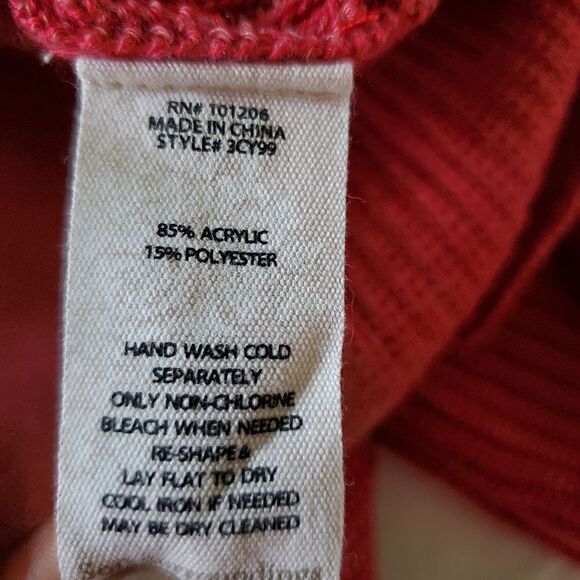 RN# 101206
MADE IN CHINA
STYLE# 3CY99
85% ACRYLIC
15% POLYESTER
HAND WASH COLD
SEPARATELY
ONLY NON-CHLORINE
BLEACH WHEN NEEDED
RE-SHAPE &
LAY FLAT TO DRY
COOL IRON IF NEEDED
MAY BE DRY CLEANED